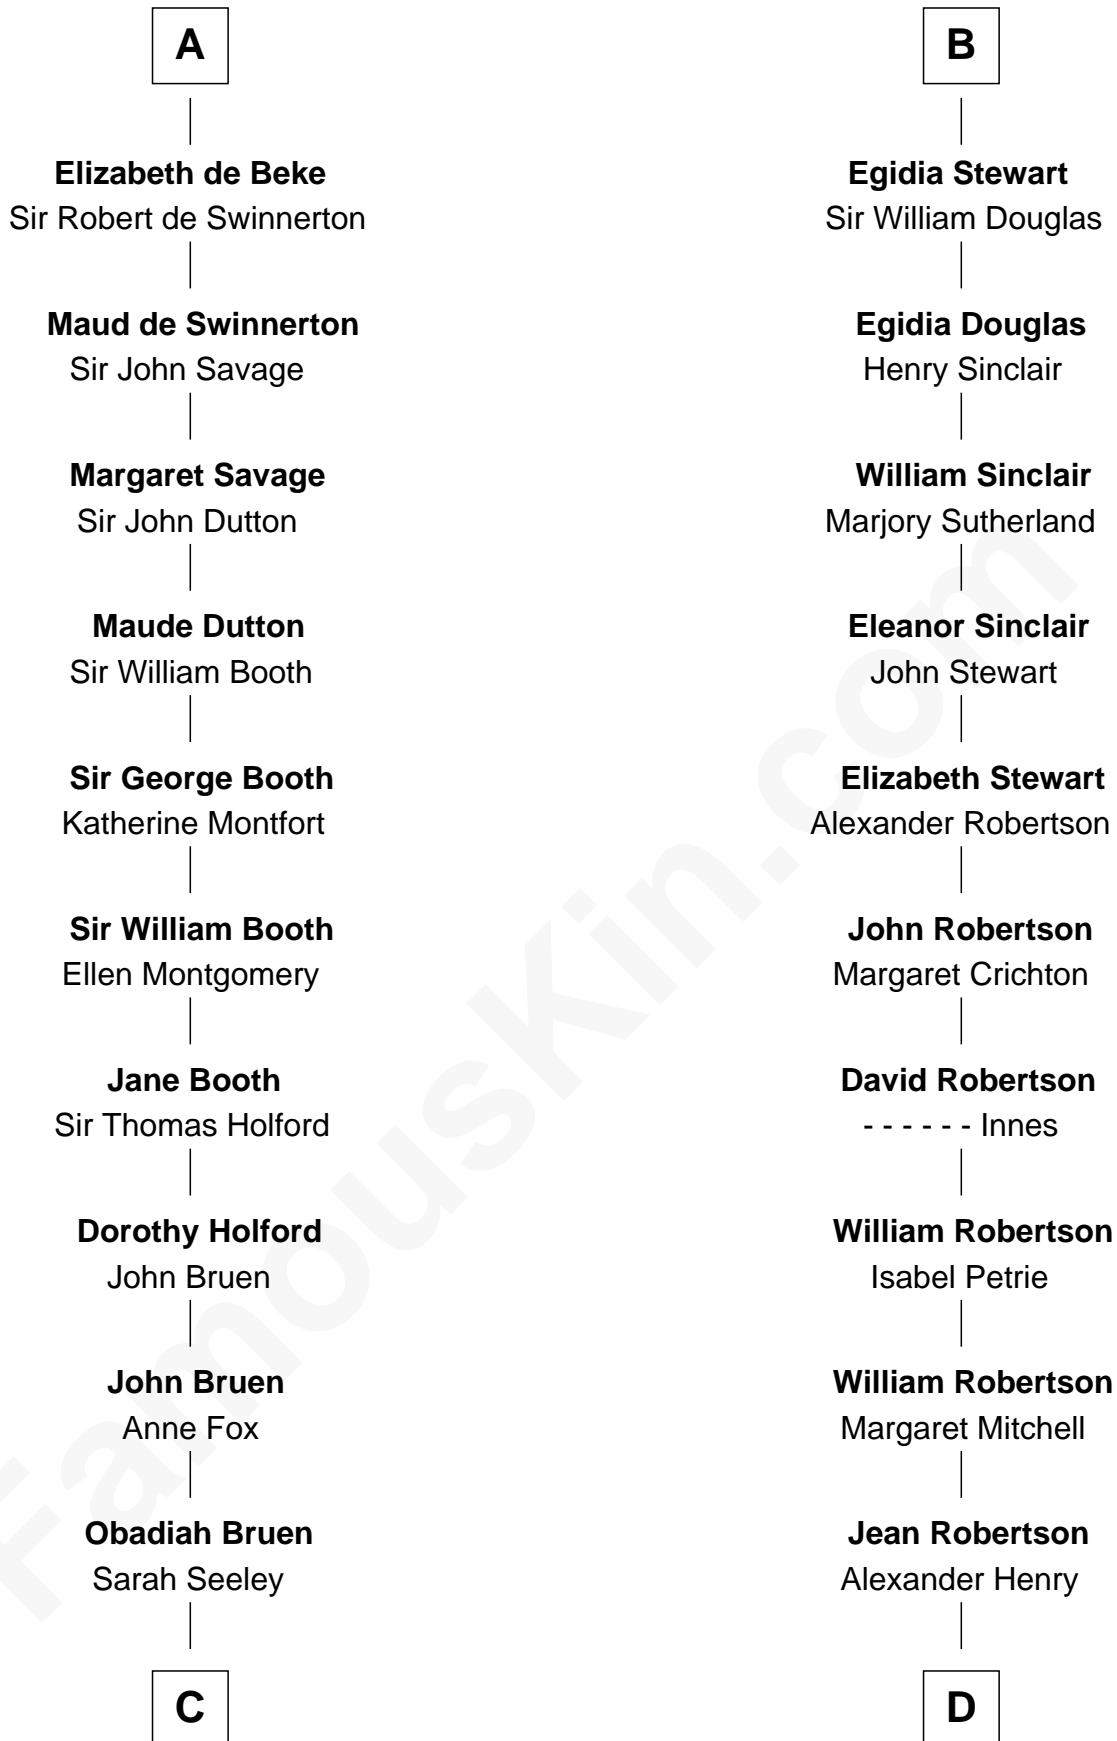 A
Elizabeth de Beke
Sir Robert de Swinnerton
Maud de Swinnerton
Sir John Savage
Margaret Savage
Sir John Dutton
Maude Dutton
Sir William Booth
Sir George Booth
Katherine Montfort
Sir William Booth
Ellen Montgomery
Jane Booth
Sir Thomas Holford
Dorothy Holford
John Bruen
John Bruen
Anne Fox
Obadiah Bruen
Sarah Seeley
C
B
Egidia Stewart
Sir William Douglas
Egidia Douglas
Henry Sinclair
William Sinclair
Marjory Sutherland
Eleanor Sinclair
John Stewart
Elizabeth Stewart
Alexander Robertson
John Robertson
Margaret Crichton
David Robertson
- - - - - - Innes
William Robertson
Isabel Petrie
William Robertson
Margaret Mitchell
Jean Robertson
Alexander Henry
D
FamousKin.com